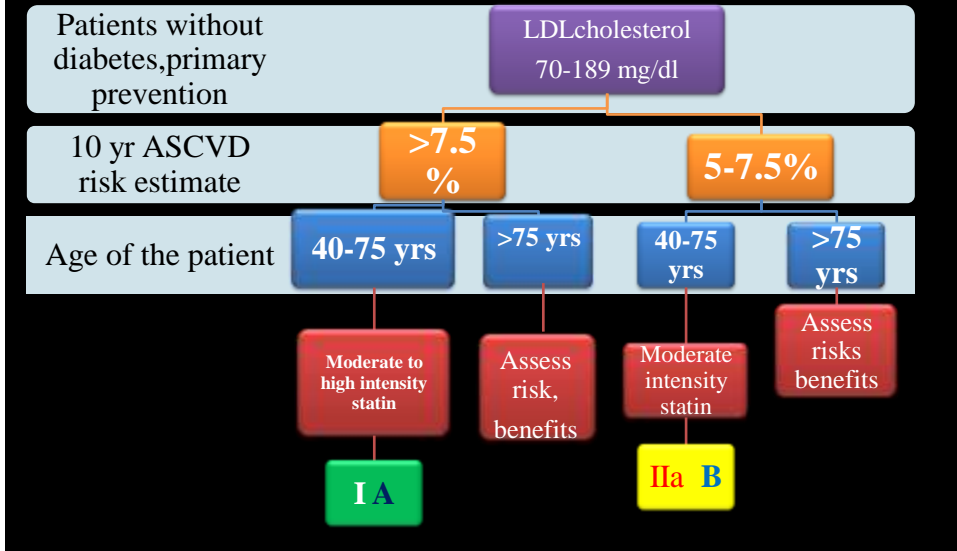 Patients without
diabetes,primary
prevention
LDLcholesterol
70-189 mg/dl
10 yr ASCVD
risk estimate
>7.5
%
5-7.5%
Age of the patient
40-75 yrs
>75 yrs
40-75
yrs
>75
yrs
Moderate to
high intensity
statin
Assess
risk,
benefits
Moderate
intensity
statin
Assess
risks
benefits
I A
IIa B